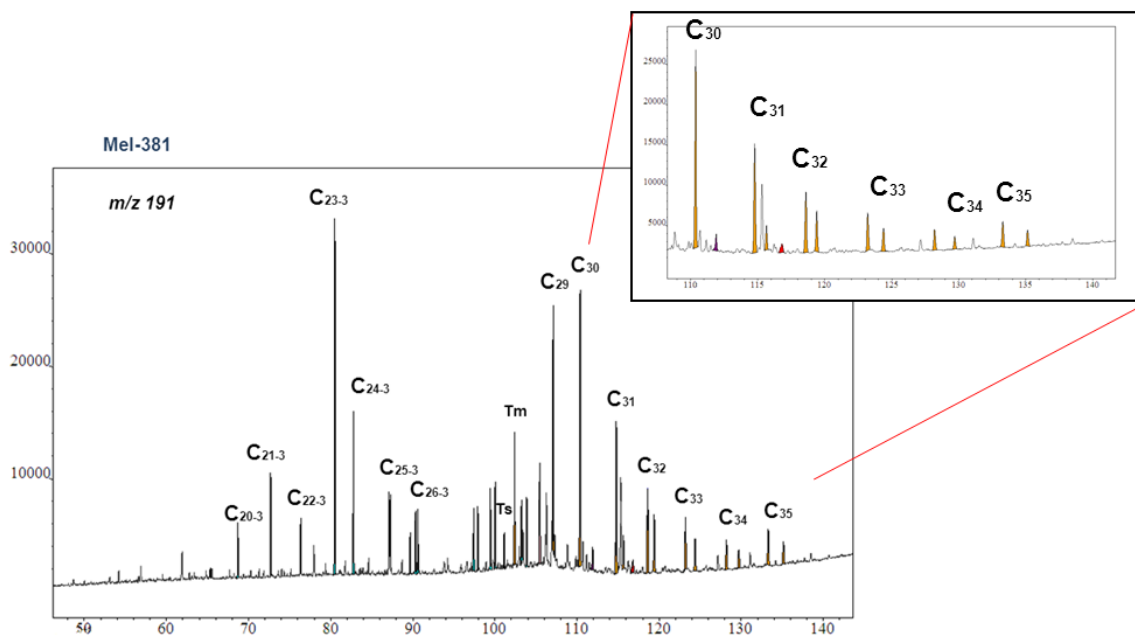 Mel-381
m/z 191
C20-3
C21-3
C22-3
C23-3
C24-3
C25-3
C26-3
Ts
Tm
C29
C30
C31
C32
C33
C34
C35
30000
20000
10000
50 60 70 80 90 100 110 120 130 140
C30
C31
C32
C33
C34
C35
25000
20000
15000
10000
5000
110 115 120 125 130 135 140